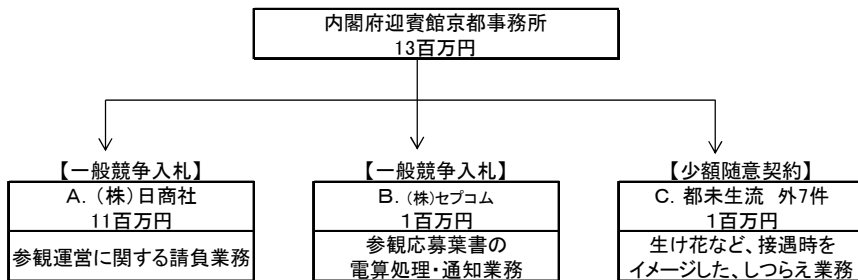 内閣府迎賓館京都事務所
13百万円
【一般競争入札】
A.（株）日商社
11百万円
参観運営に関する請負業務
【一般競争入札】
B.（株）セプコム
1百万円
参観応募葉書の
電算処理・通知業務
【少額随意契約】
C. 都未生流 外7件
1百万円
生け花など、接遇時を
イメージした、しつらえ業務